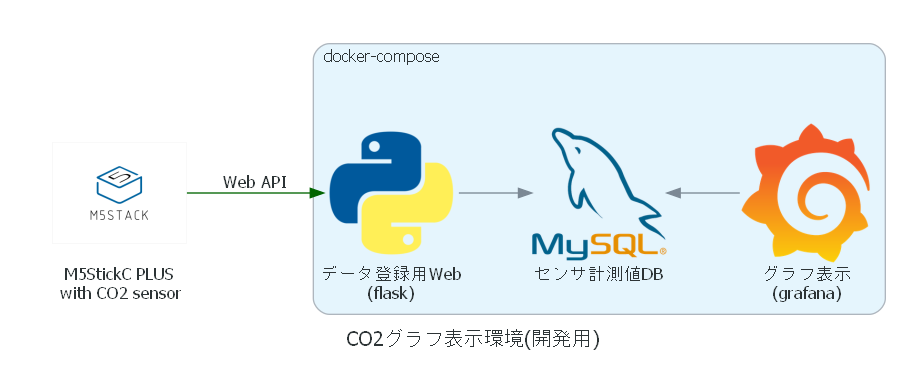 docker-compose
Web API
M5STACK
MySQL®
M5StickC PLUS
with CO2 sensor
データ登録用Web
(flask)
センサ計測値DB
グラフ表示
(grafana)
CO2グラフ表示環境(開発用)